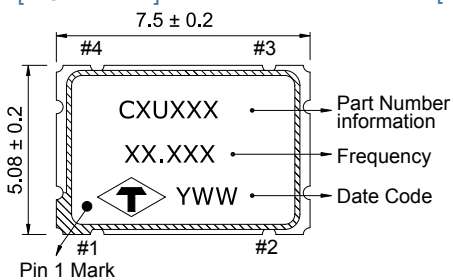 7.5 ± 0.2
#4 #3
5.08 ± 0.2
CXUXXX
Part Number
information
XX.XXX
Frequency
YWW
Date Code
#1 #2
Pin 1 Mark